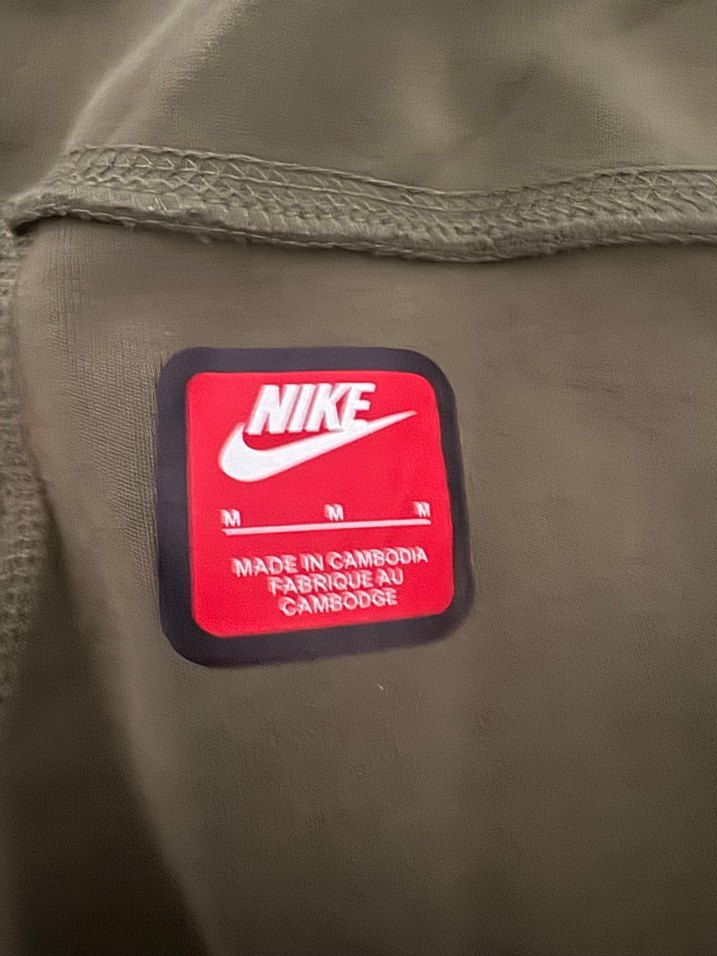 NIKE
M M M
MADE IN CAMBODIA
FABRIQUE AU
CAMBODGE